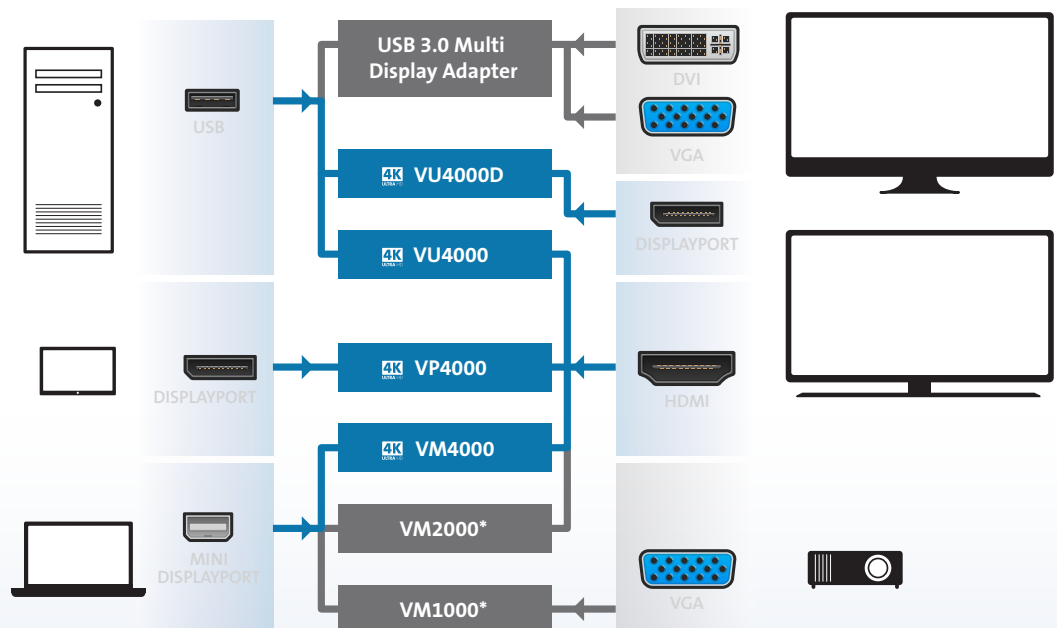 USB 3.0 Multi
Display Adapter
DVI
USB
VGA
4K
ULTRA HD
VU4000D
DISPLAYPORT
4K
ULTRA HD
VU4000
4K
ULTRA HD
VP4000
DISPLAYPORT
HDMI
4K
ULTRA HD
VM4000
VM2000*
MINI
DISPLAYPORT
VGA
VM1000*